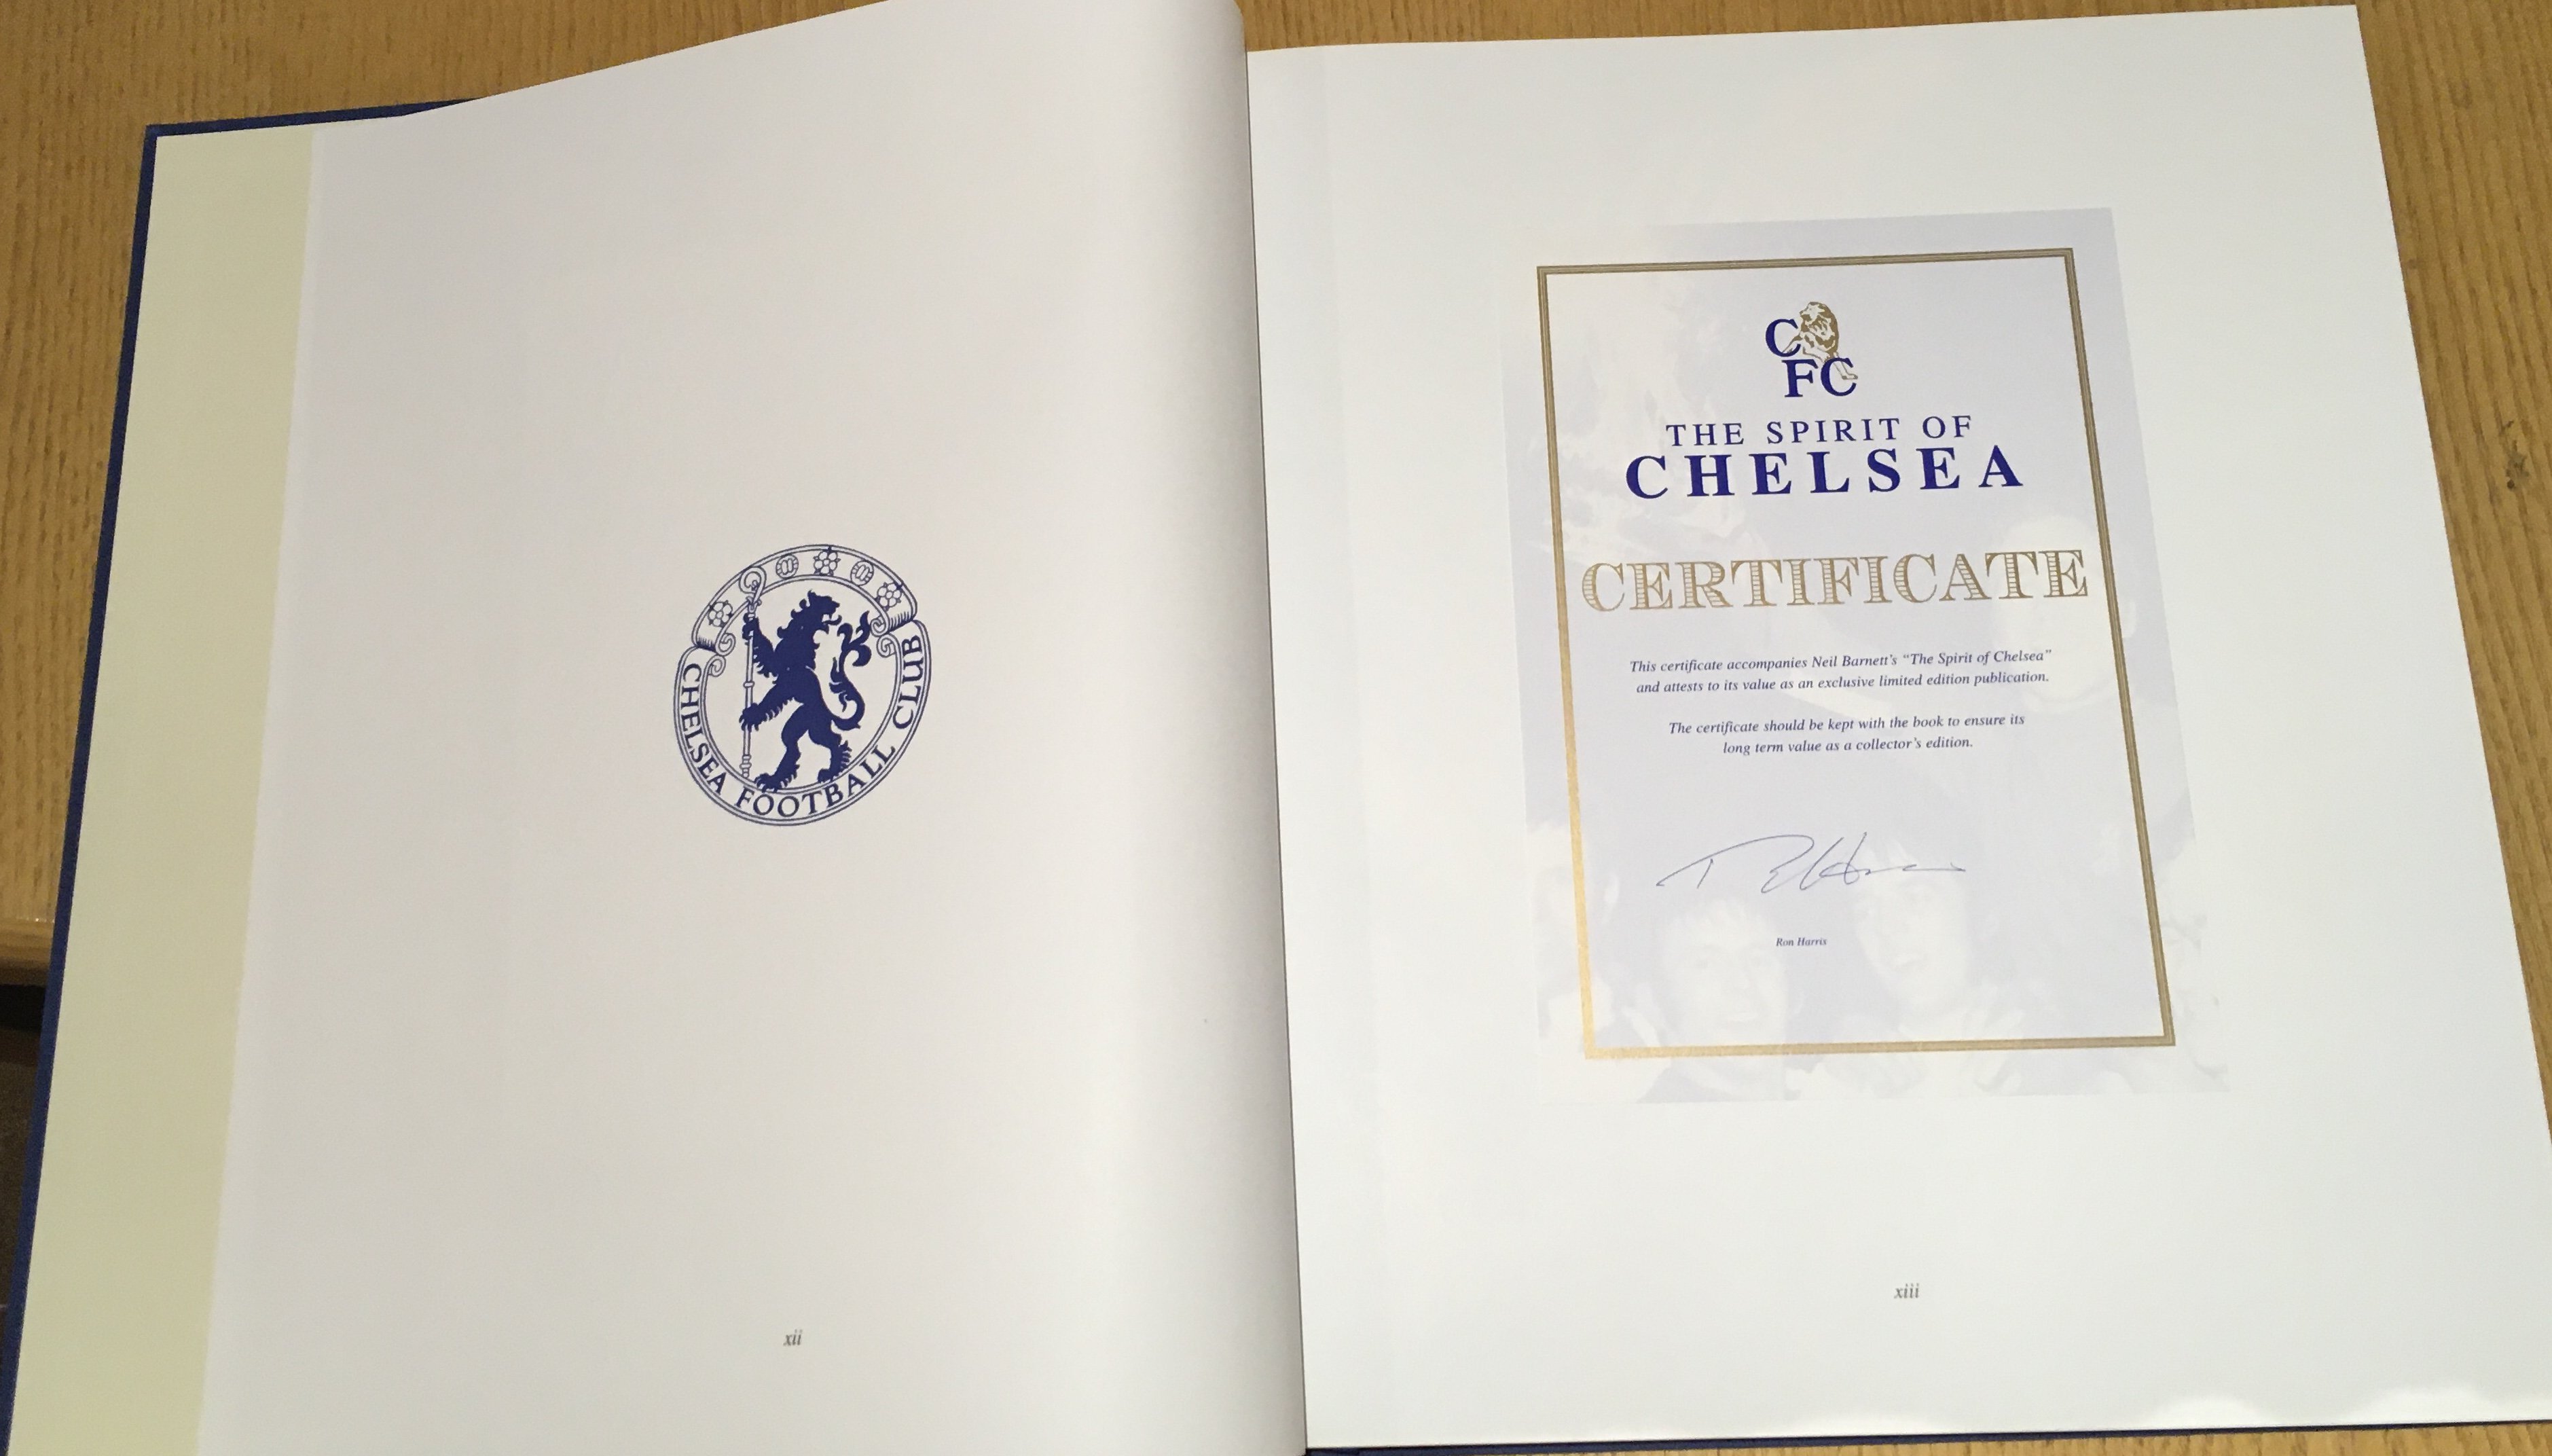 CHELSEA FOOTBALL CLUB
xii
C
FC
THE SPIRIT OF
CHELSEA
CERTIFICATE
This certificate accompanies Neil Barnett's “The Spirit of Chelsea”
and attests to its value as an exclusive limited edition publication.
The certificate should be kept with the book to ensure its
long term value as a collector's edition.
Ron Harris
xiii